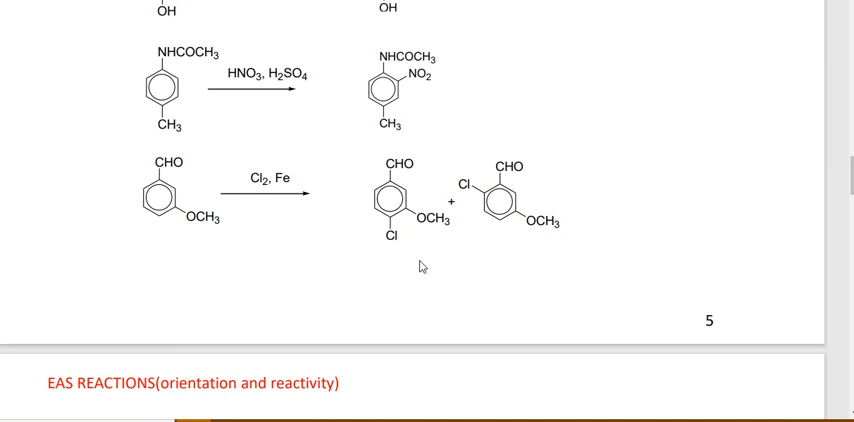 OH OH
NHCOCH3 NHCOCH3
HNO3, H2SO4 NO2
CH3 CH3
CHO CHO CHO
Cl2, Fe Cl
+
OCH3 OCH3 OCH3
Cl
5
EAS REACTIONS(orientation and reactivity)